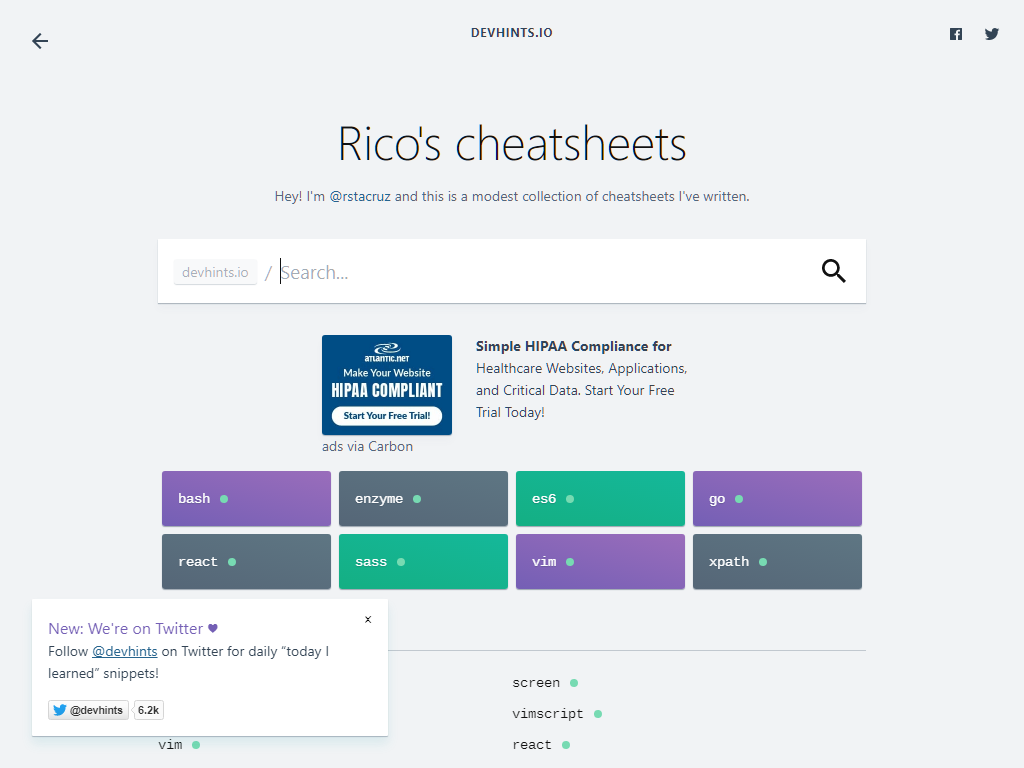 DEVHINTS.IO
Rico's cheatsheets
Hey! I'm @rstacruz and this is a modest collection of cheatsheets I've written.
devhints.io / Search...
ATLANTIC.NET
Make Your Website
HIPAA COMPLIANT
Start Your Free Trial!
Simple HIPAA Compliance for
Healthcare Websites, Applications,
and Critical Data. Start Your Free
Trial Today!
ads via Carbon
bash enzyme es6 go
react sass vim xpath
New: We're on Twitter ♥
x
Follow @devhints on Twitter for daily “today I
learned” snippets!
@devhints 6.2k
screen
vimscript
vim react